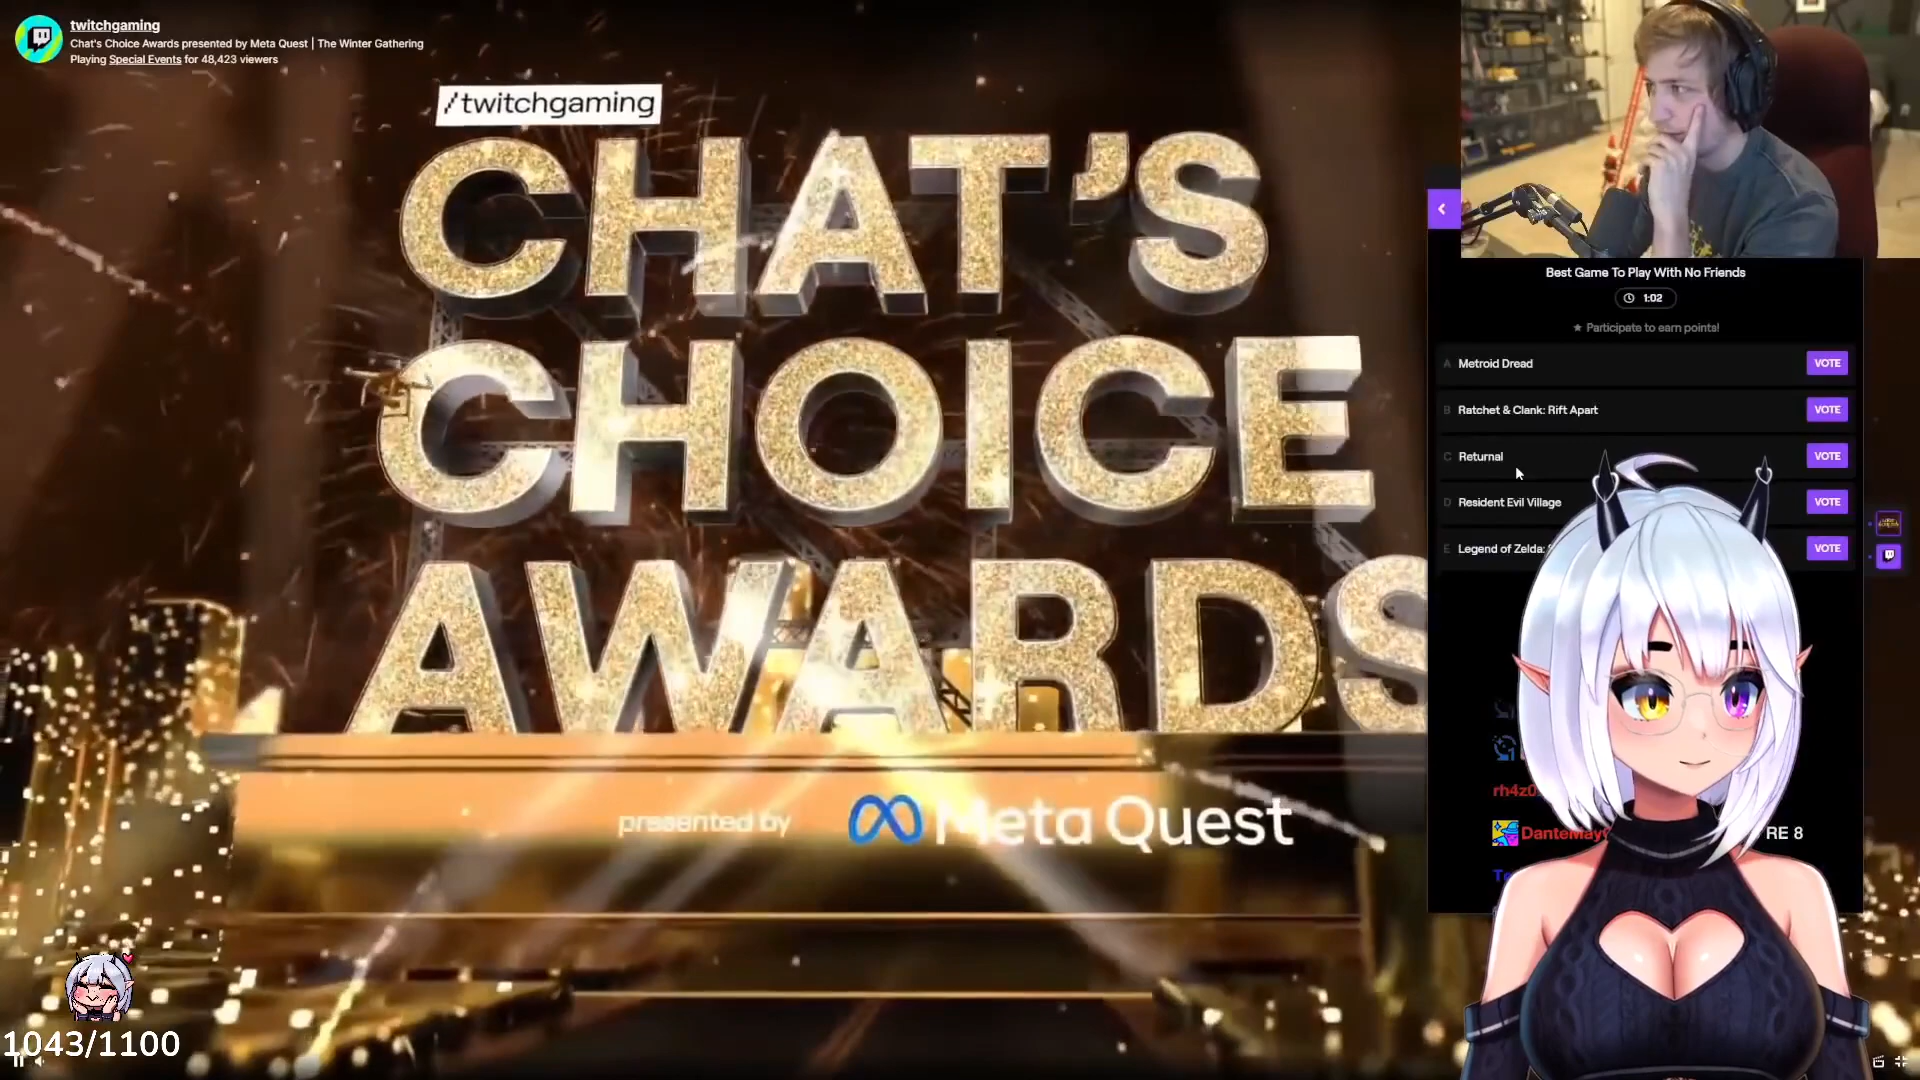 twitchgaming
Chat's Choice Awards presented by Meta Quest | The Winter Gathering
Playing Special Events for 48,423 viewers
/twitchgaming
CHAT'S
CHOICE
AWARDS
presented by Meta Quest
Best Game To Play With No Friends
1:02
★ Participate to earn points!
A Metroid Dread VOTE
B Ratchet & Clank: Rift Apart VOTE
C Returnal VOTE
D Resident Evil Village VOTE
E Legend of Zelda: VOTE
RE 8
1043/1100